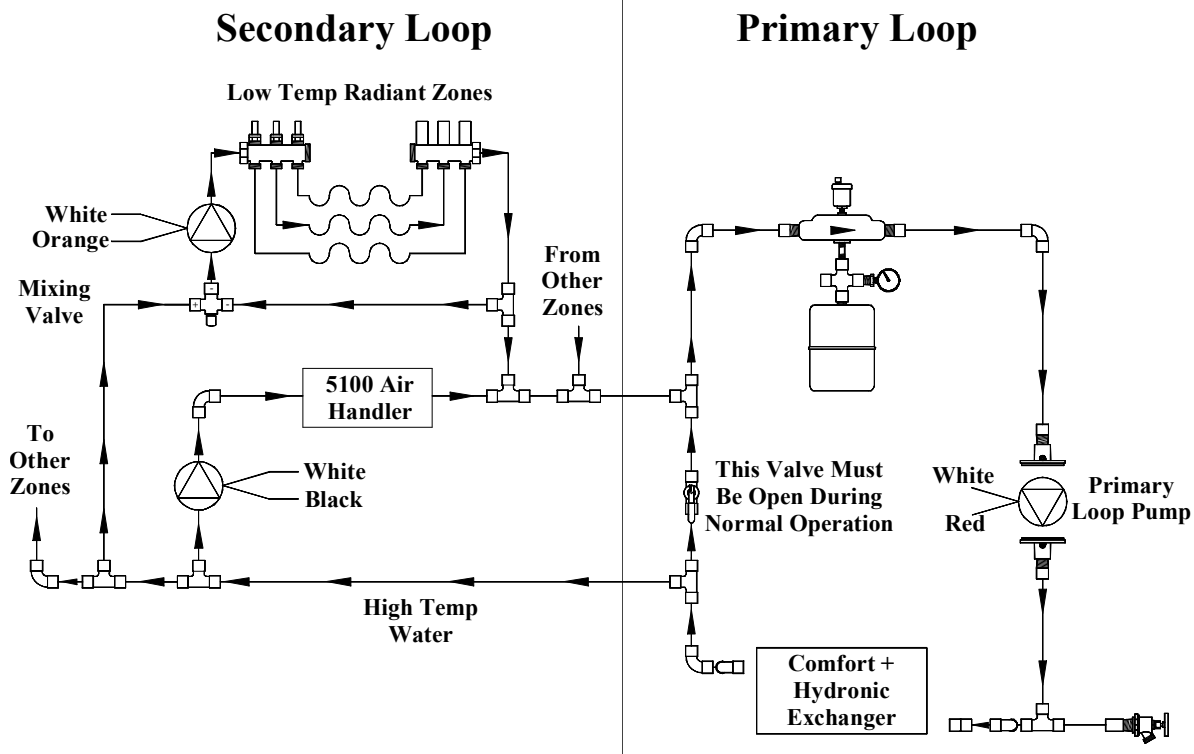 Secondary Loop
Primary Loop
Low Temp Radiant Zones
White
Orange
Mixing
Valve
From
Other
Zones
5100 Air
Handler
To
Other
Zones
White
Black
This Valve Must
Be Open During
Normal Operation
White
Red
Primary
Loop Pump
High Temp
Water
Comfort +
Hydronic
Exchanger
+
-
-